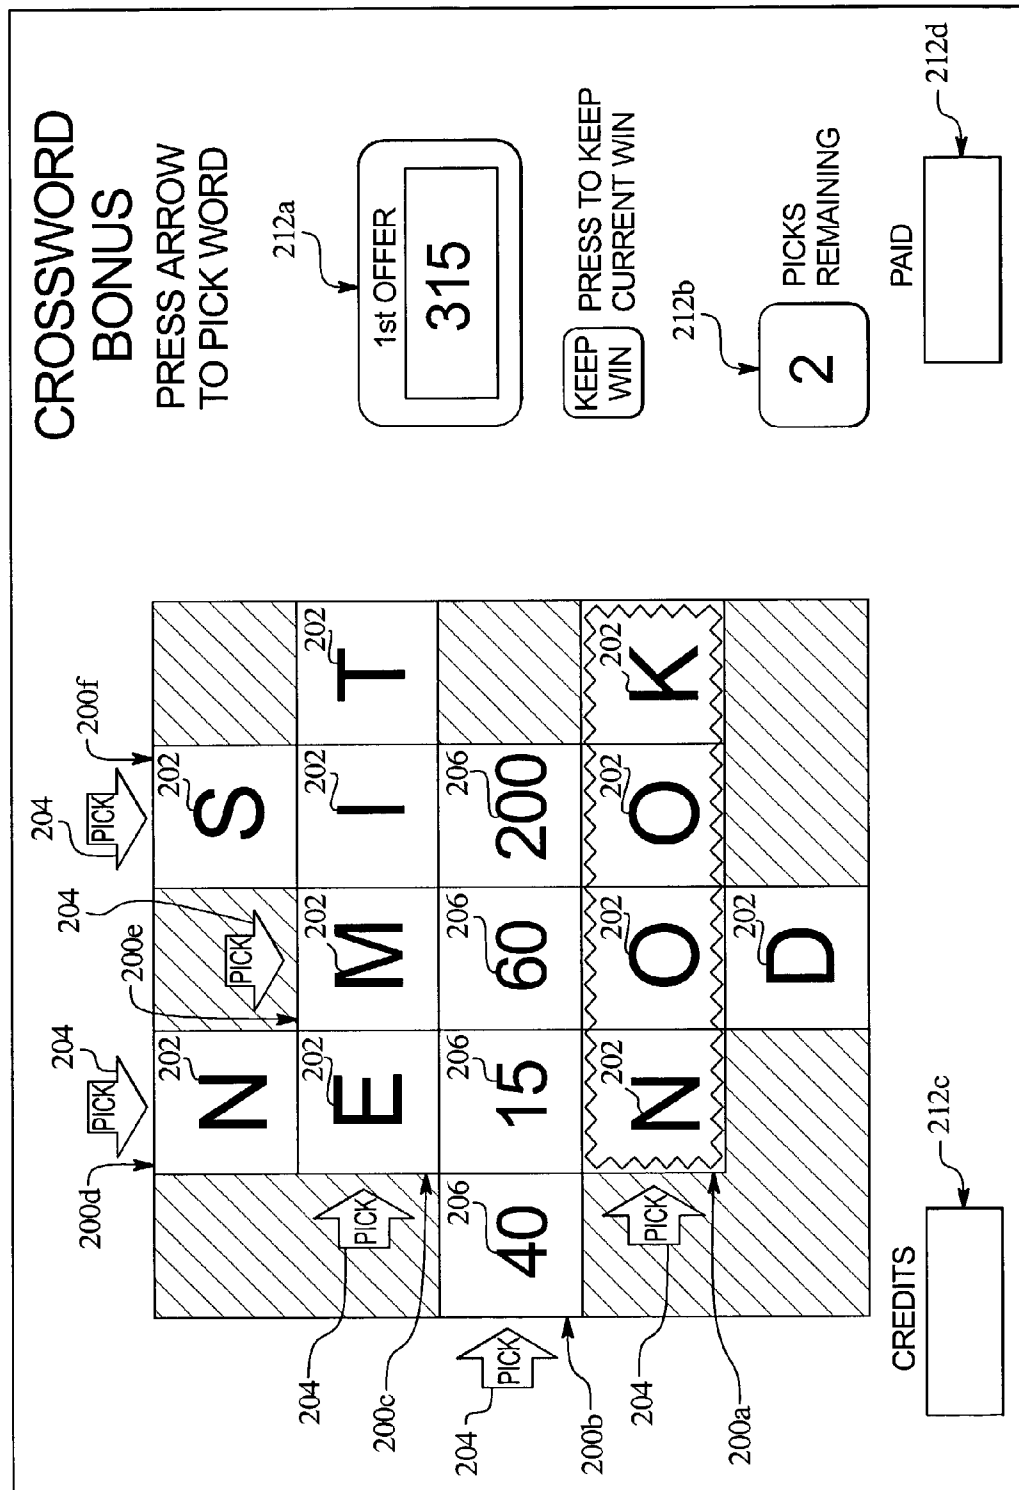 CROSSWORD
BONUS
PRESS ARROW
TO PICK WORD
212a
1st OFFER
315
KEEP
WIN
PRESS TO KEEP
CURRENT WIN
212b
2
PICKS
REMAINING
PAID
212d
204
PICK
200d
204
PICK
200e
204
PICK
200f
N 202
S 202
204
PICK
200c
E 202
M 202
I 202
T 202
204
PICK
200b
40 206
15 206
60 206
200 206
204
PICK
200a
N 202
O 202
O 202
K 202
D 202
CREDITS
212c